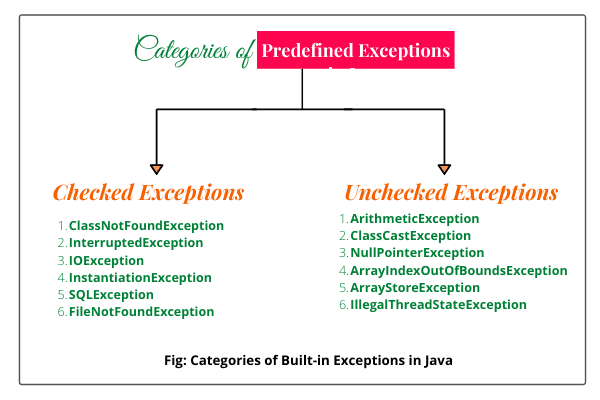 Categories of Predefined Exceptions
Checked Exceptions
1. ClassNotFoundException
2. InterruptedException
3. IOException
4. InstantiationException
5. SQLException
6. FileNotFoundException
Unchecked Exceptions
1. ArithmeticException
2. ClassCastException
3. NullPointerException
4. ArrayIndexOutOfBoundsException
5. ArrayStoreException
6. IllegalThreadStateException
Fig: Categories of Built-in Exceptions in Java